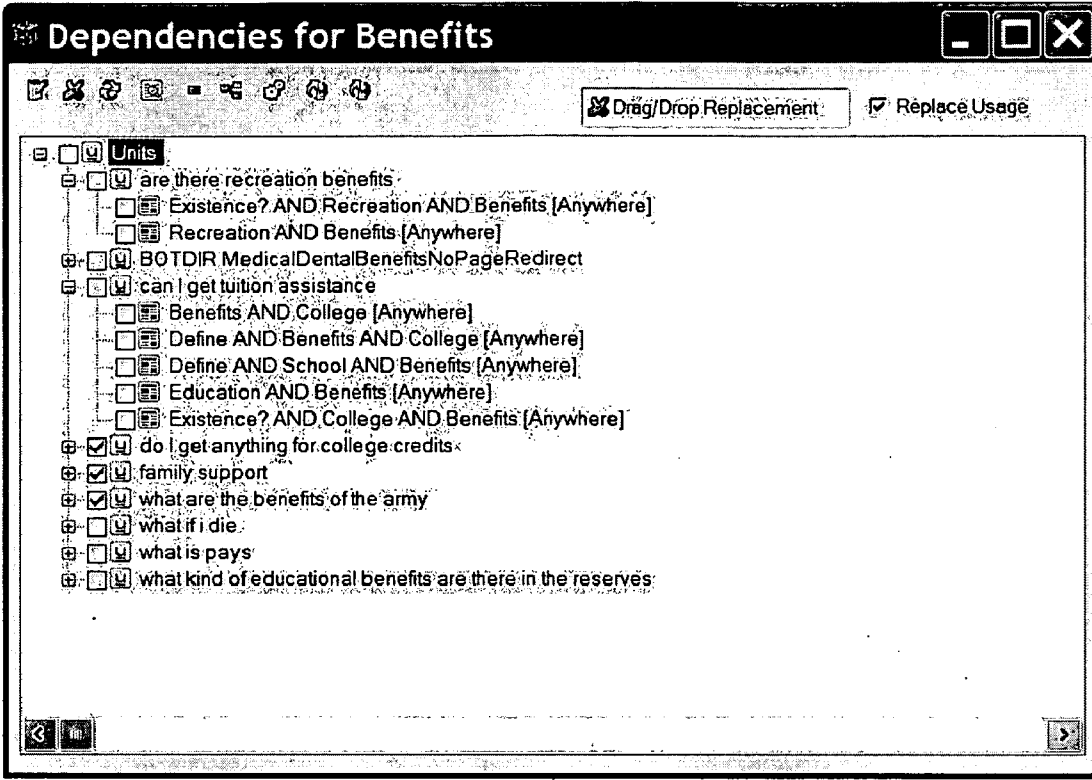 Dependencies for Benefits
Drag/Drop Replacement Replace Usage
Units
are there recreation benefits
Existence? AND Recreation AND Benefits [Anywhere]
Recreation AND Benefits [Anywhere]
BOTDIR MedicalDentalBenefitsNoPageRedirect
can I get tuition assistance
Benefits AND College [Anywhere]
Define AND Benefits AND College [Anywhere]
Define AND School AND Benefits [Anywhere]
Education AND Benefits [Anywhere]
Existence? AND College AND Benefits [Anywhere]
do I get anything for college credits
family support
what are the benefits of the army
what if i die
what is pays
what kind of educational benefits are there in the reserves